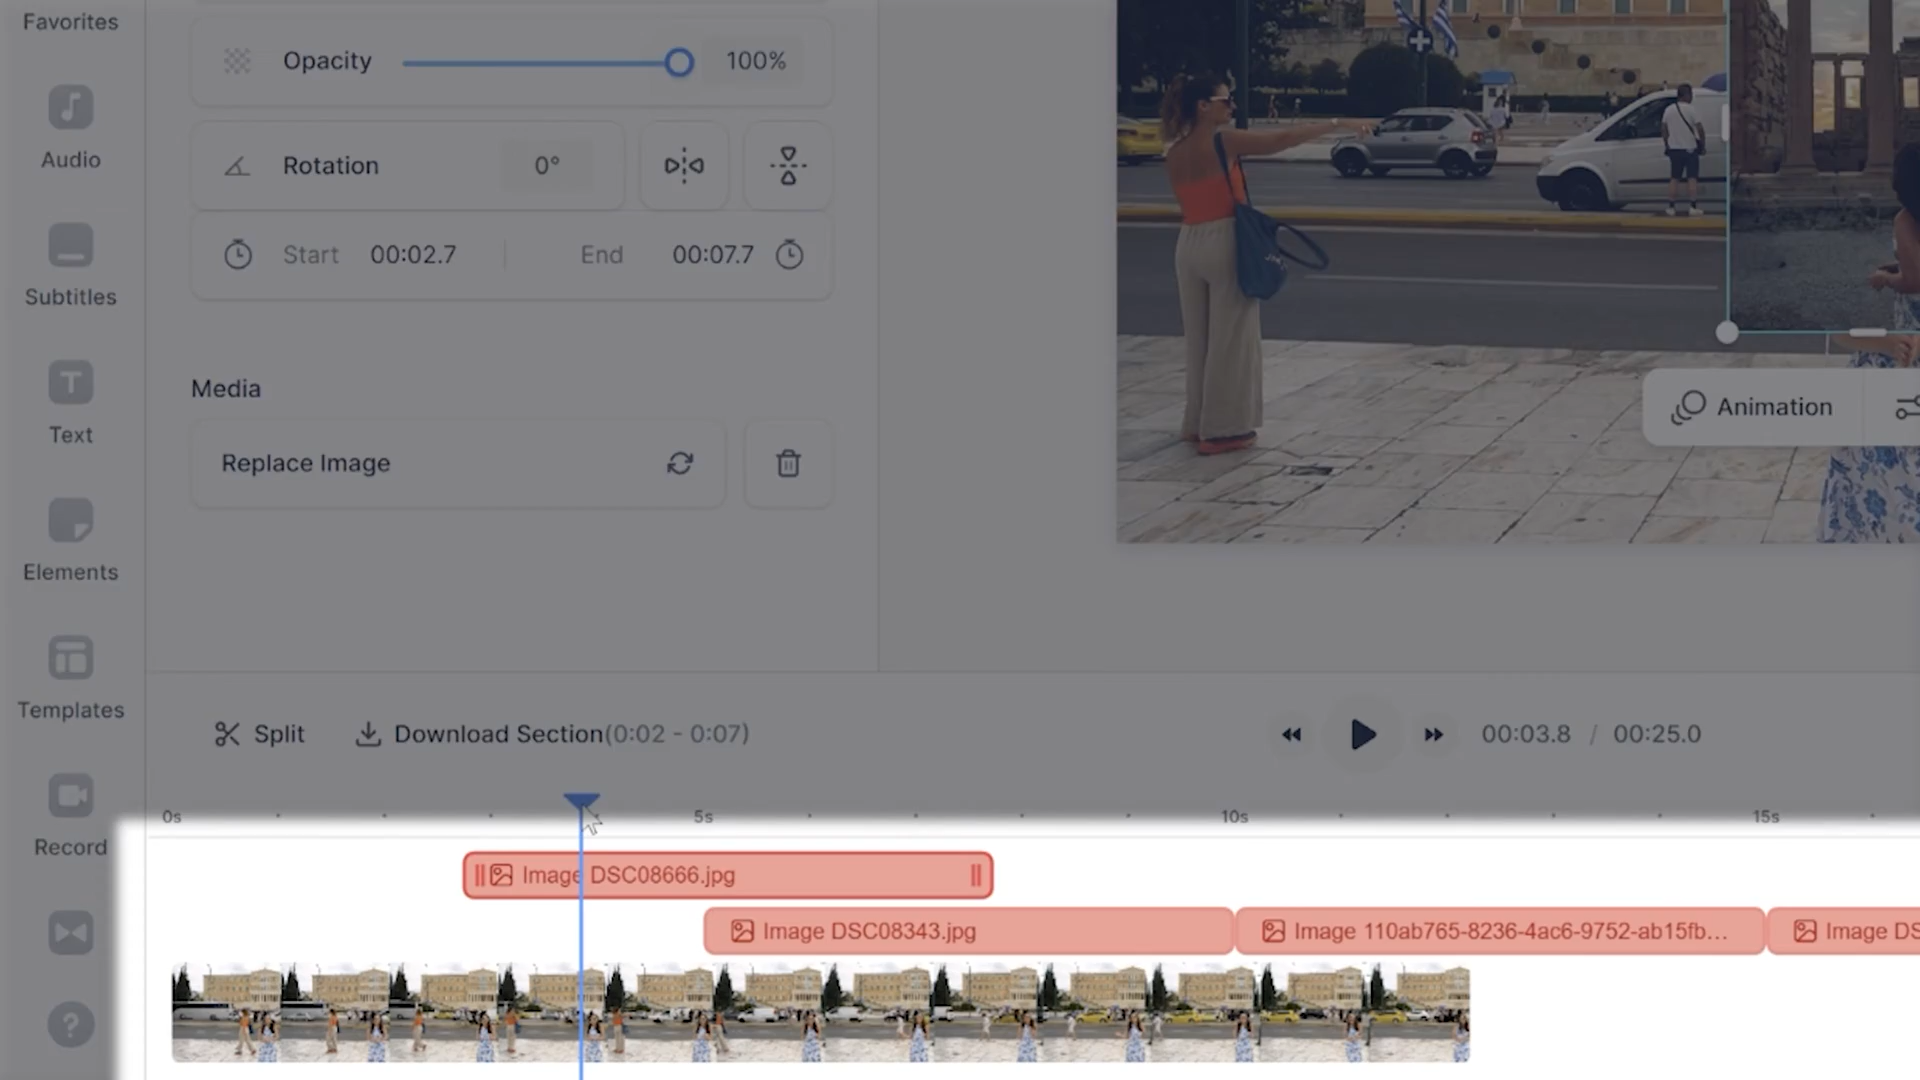 Favorites
Audio
Subtitles
Text
Elements
Templates
Record
Opacity 100%
Rotation 0°
Start 00:02.7 End 00:07.7
Media
Replace Image
Animation
Split Download Section(0:02 - 0:07) 00:03.8 / 00:25.0
0s 5s 10s 15s
Image DSC08666.jpg
Image DSC08343.jpg Image 110ab765-8236-4ac6-9752-ab15fb... Image DS